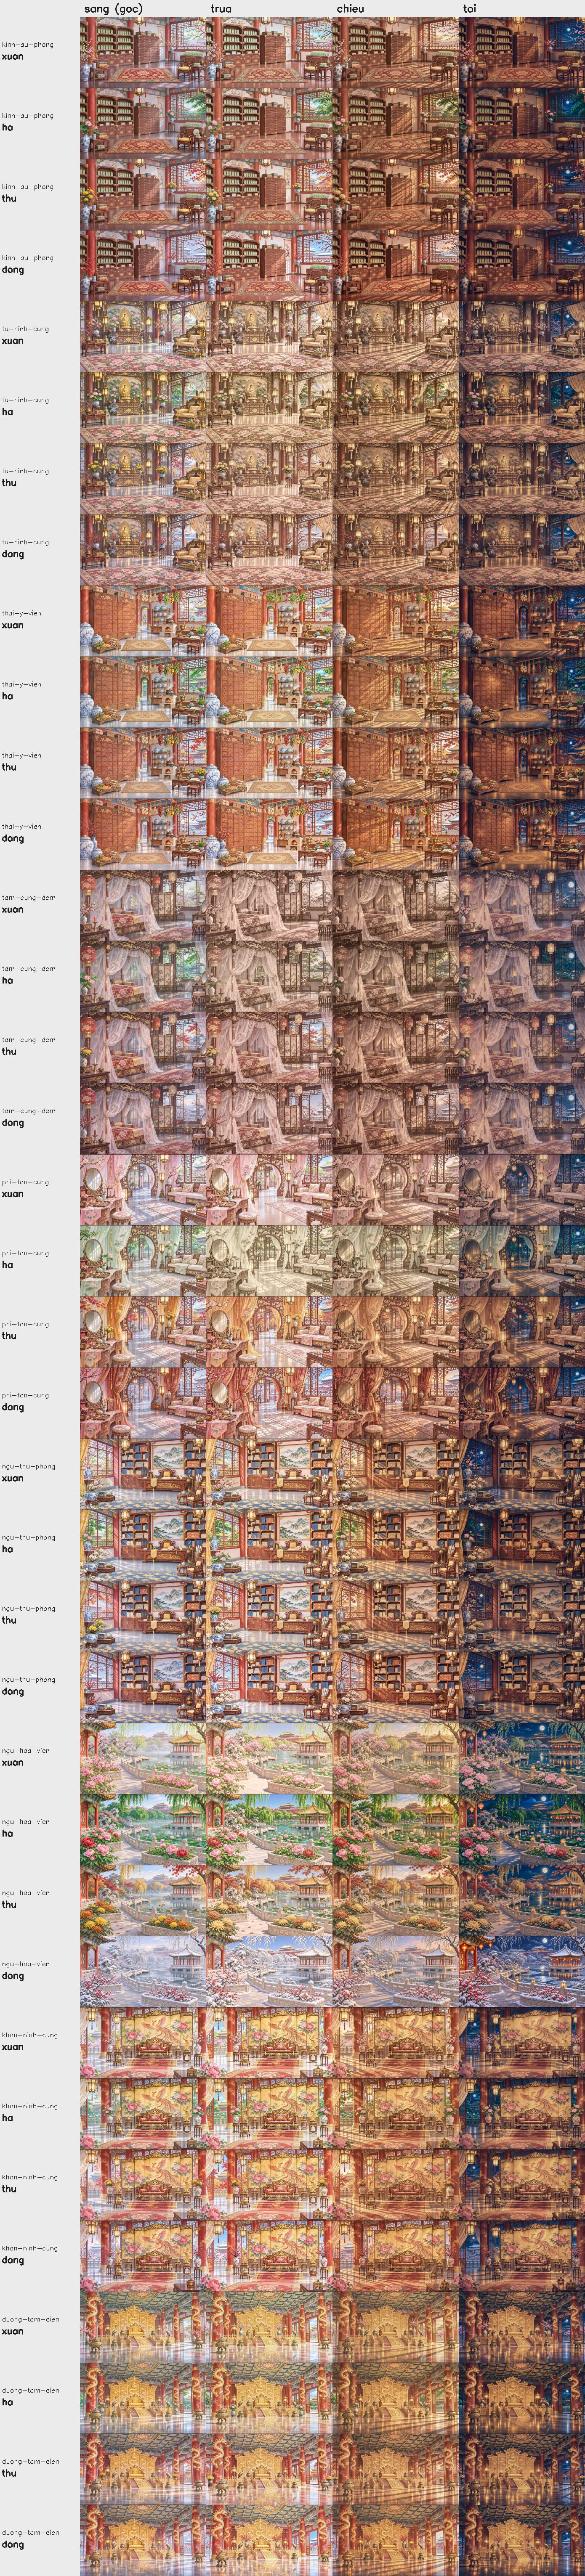 sang (goc) trua chieu toi
kinh-su-phong
xuan
kinh-su-phong
ha
kinh-su-phong
thu
kinh-su-phong
dong
tu-ninh-cung
xuan
tu-ninh-cung
ha
tu-ninh-cung
thu
tu-ninh-cung
dong
thai-y-vien
xuan
thai-y-vien
ha
thai-y-vien
thu
thai-y-vien
dong
tam-cung-dem
xuan
tam-cung-dem
ha
tam-cung-dem
thu
tam-cung-dem
dong
phi-tan-cung
xuan
phi-tan-cung
ha
phi-tan-cung
thu
phi-tan-cung
dong
ngu-thu-phong
xuan
ngu-thu-phong
ha
ngu-thu-phong
thu
ngu-thu-phong
dong
ngu-hoa-vien
xuan
ngu-hoa-vien
ha
ngu-hoa-vien
thu
ngu-hoa-vien
dong
khon-ninh-cung
xuan
khon-ninh-cung
ha
khon-ninh-cung
thu
khon-ninh-cung
dong
duong-tam-dien
xuan
duong-tam-dien
ha
duong-tam-dien
thu
duong-tam-dien
dong